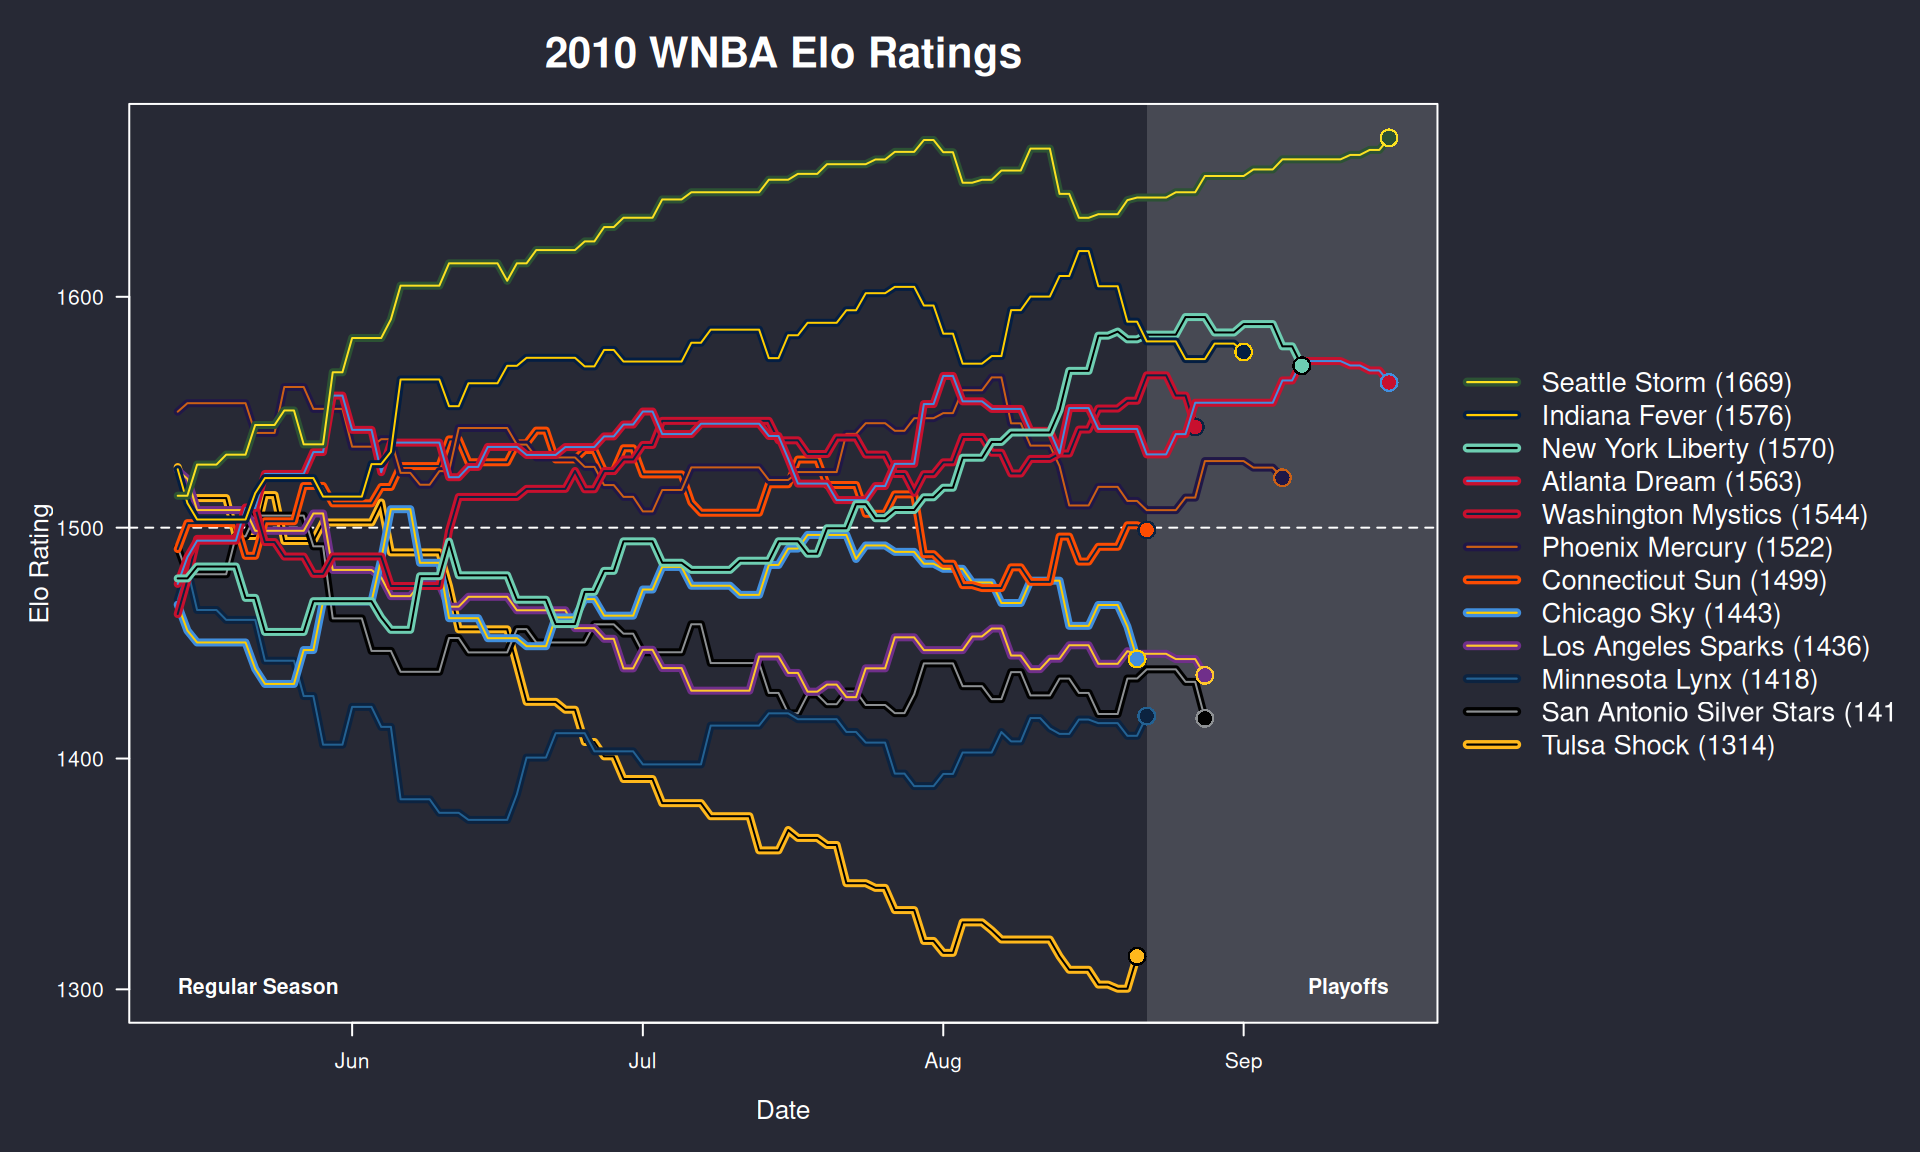 2010 WNBA Elo Ratings
Elo Rating
1600
1500
1400
1300
Regular Season
Playoffs
Jun
Jul
Aug
Sep
Date
Seattle Storm (1669)
Indiana Fever (1576)
New York Liberty (1570)
Atlanta Dream (1563)
Washington Mystics (1544)
Phoenix Mercury (1522)
Connecticut Sun (1499)
Chicago Sky (1443)
Los Angeles Sparks (1436)
Minnesota Lynx (1418)
San Antonio Silver Stars (141
Tulsa Shock (1314)